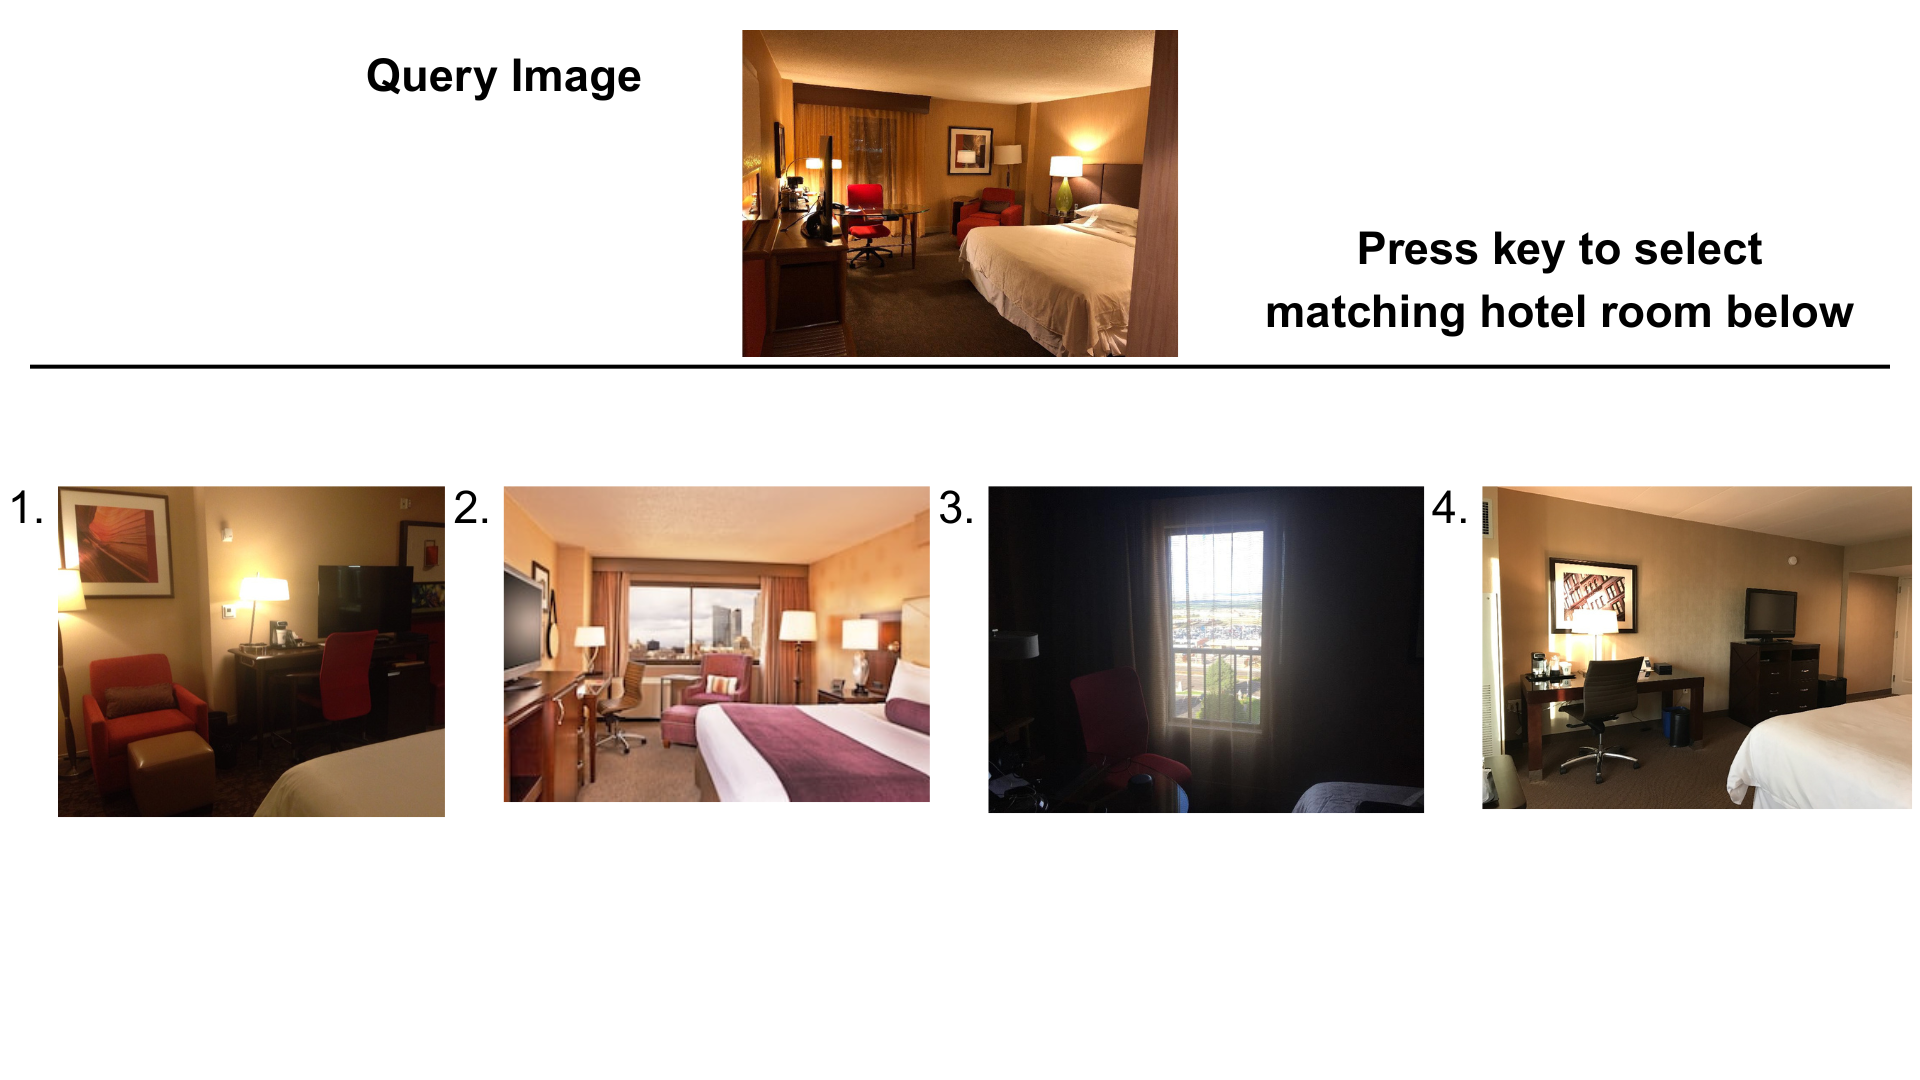 Query Image
Press key to select
matching hotel room below
1.
2.
3.
4.